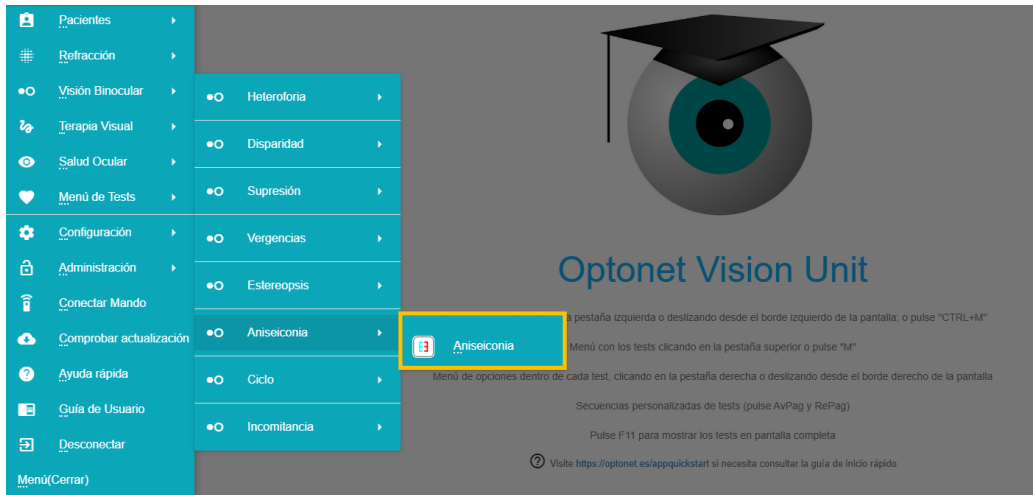 Pacientes
Refracción
Visión Binocular
Terapia Visual
Salud Ocular
Menú de Tests
Configuración
Administración
Conectar Mando
Comprobar actualización
Ayuda rápida
Guía de Usuario
Desconectar
Menú(Cerrar)
Heteroforia
Disparidad
Supresión
Vergencias
Estereopsis
Aniseiconia
Ciclo
Incomitancia
Aniseiconia
Optonet Vision Unit
a pestaña izquierda o deslizando desde el borde izquierdo de la pantalla; o pulse "CTRL+M"
Menú con los tests clicando en la pestaña superior o pulse "M"
Menú de opciones dentro de cada test, clicando en la pestaña derecha o deslizando desde el borde derecho de la pantalla
Secuencias personalizadas de tests (pulse AvPag y RePag)
Pulse F11 para mostrar los tests en pantalla completa
Visite https://optonet.es/appquickstart si necesita consultar la guía de inicio rápido